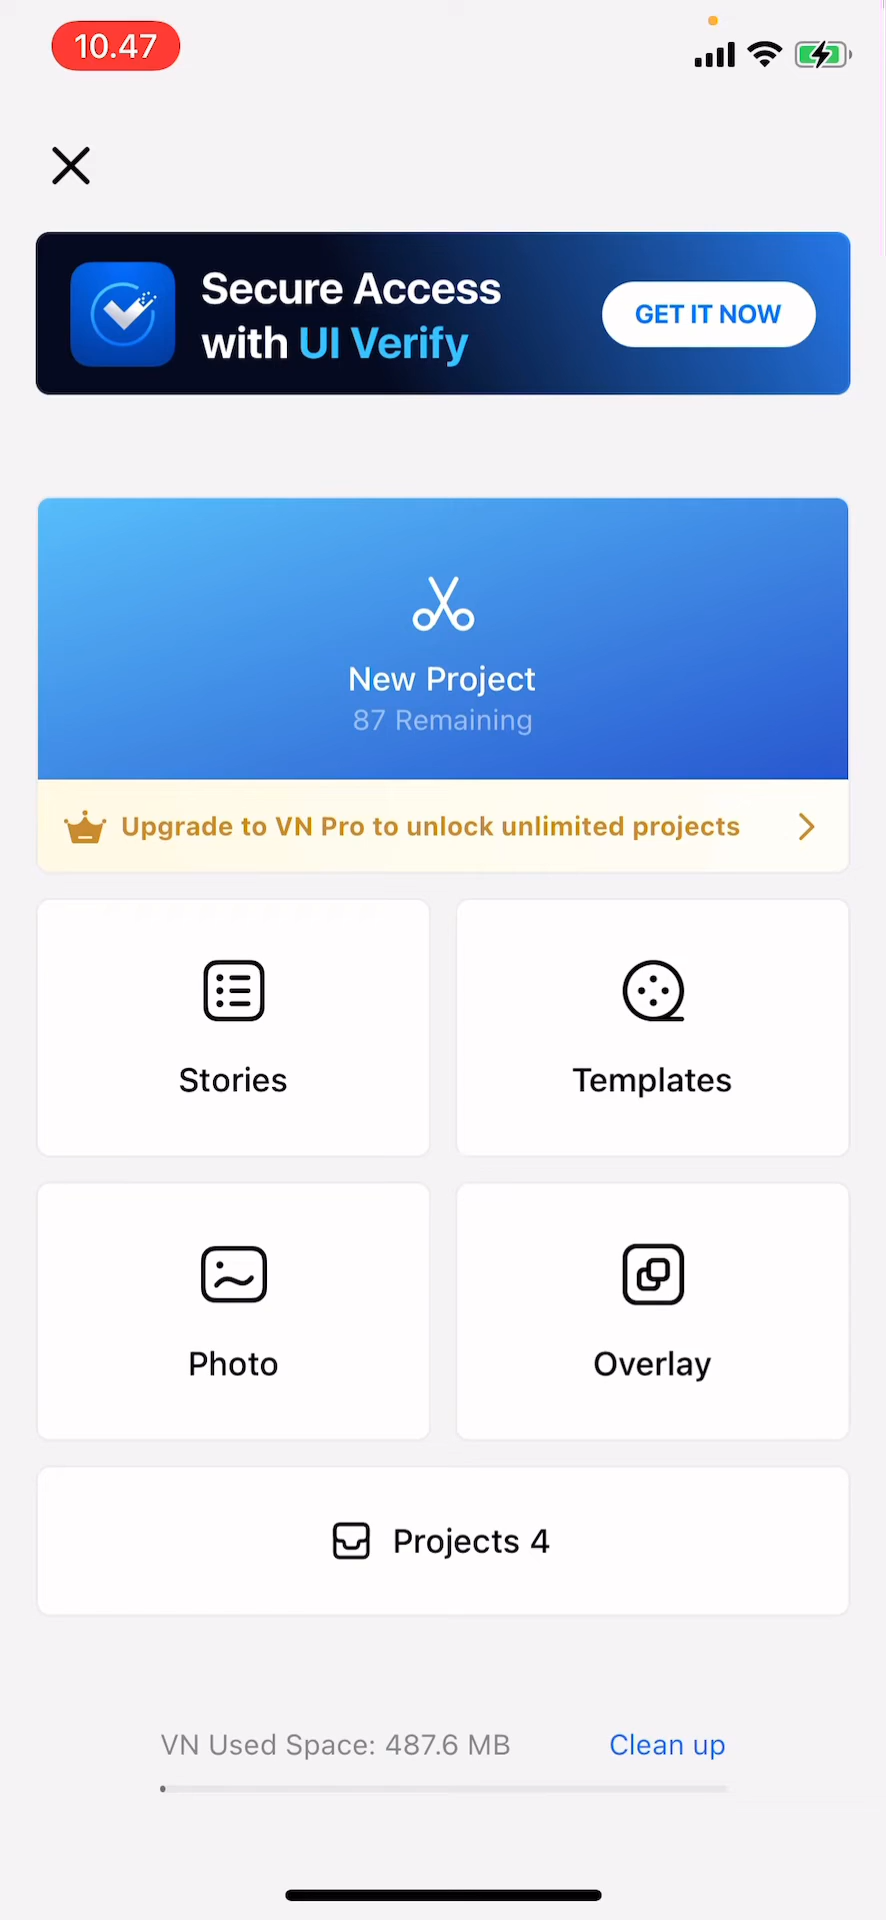 10.47
Secure Access
with UI Verify
GET IT NOW
New Project
87 Remaining
Upgrade to VN Pro to unlock unlimited projects
Stories
Templates
Photo
Overlay
Projects 4
VN Used Space: 487.6 MB
Clean up